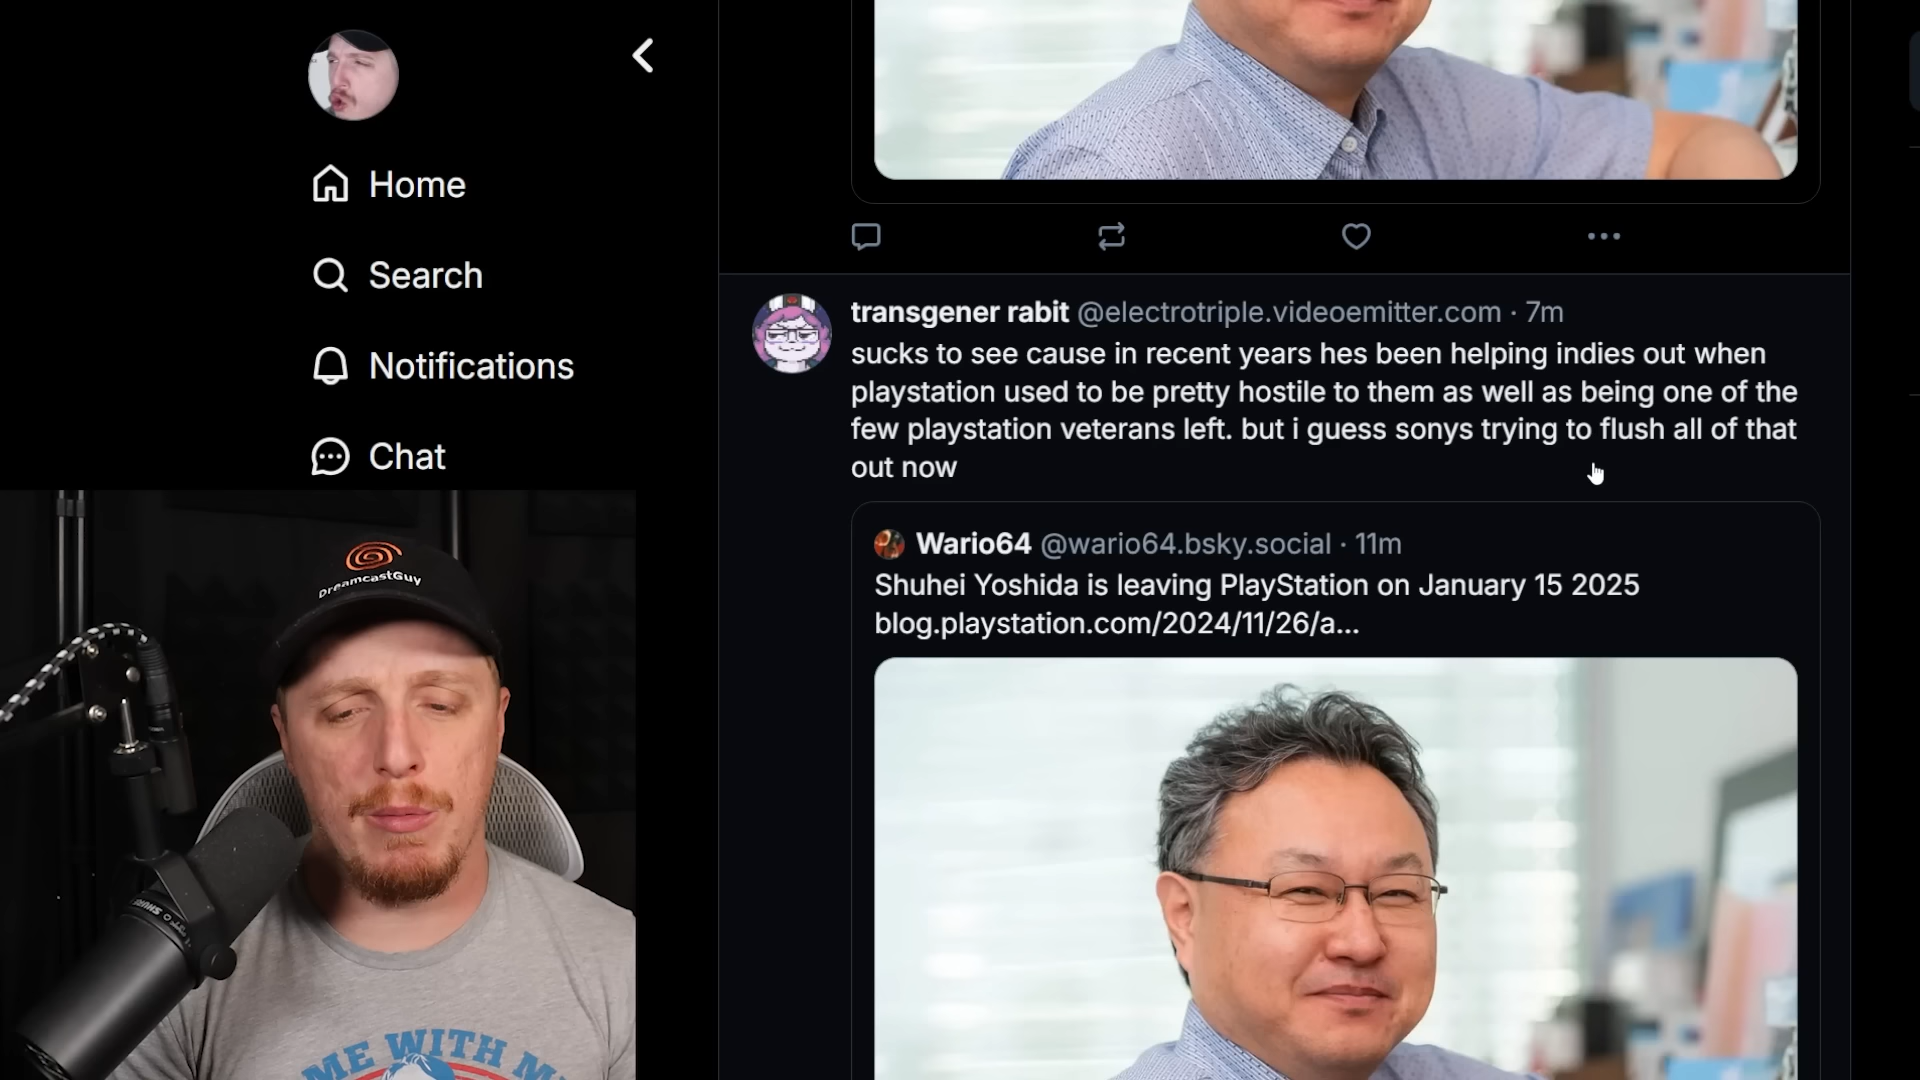 Home
Search
Notifications
Chat
transgener rabit @electrotriple.videoemitter.com · 7m
sucks to see cause in recent years hes been helping indies out when
playstation used to be pretty hostile to them as well as being one of the
few playstation veterans left. but i guess sonys trying to flush all of that
out now
Wario64 @wario64.bsky.social · 11m
Shuhei Yoshida is leaving PlayStation on January 15 2025
blog.playstation.com/2024/11/26/a...
DreamcastGuy
SHURE
ME WITH M